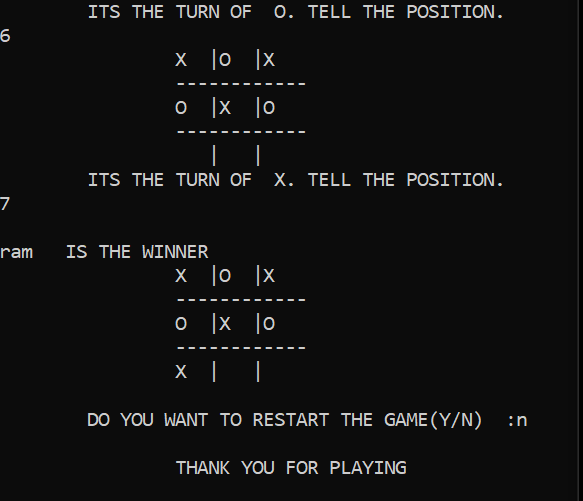 ITS THE TURN OF  O. TELL THE POSITION.
6
X  |O  |X
------------
O  |X  |O
------------
   |   |
ITS THE TURN OF  X. TELL THE POSITION.
7
ram   IS THE WINNER
X  |O  |X
------------
O  |X  |O
------------
X  |   |
DO YOU WANT TO RESTART THE GAME(Y/N)  :n
THANK YOU FOR PLAYING